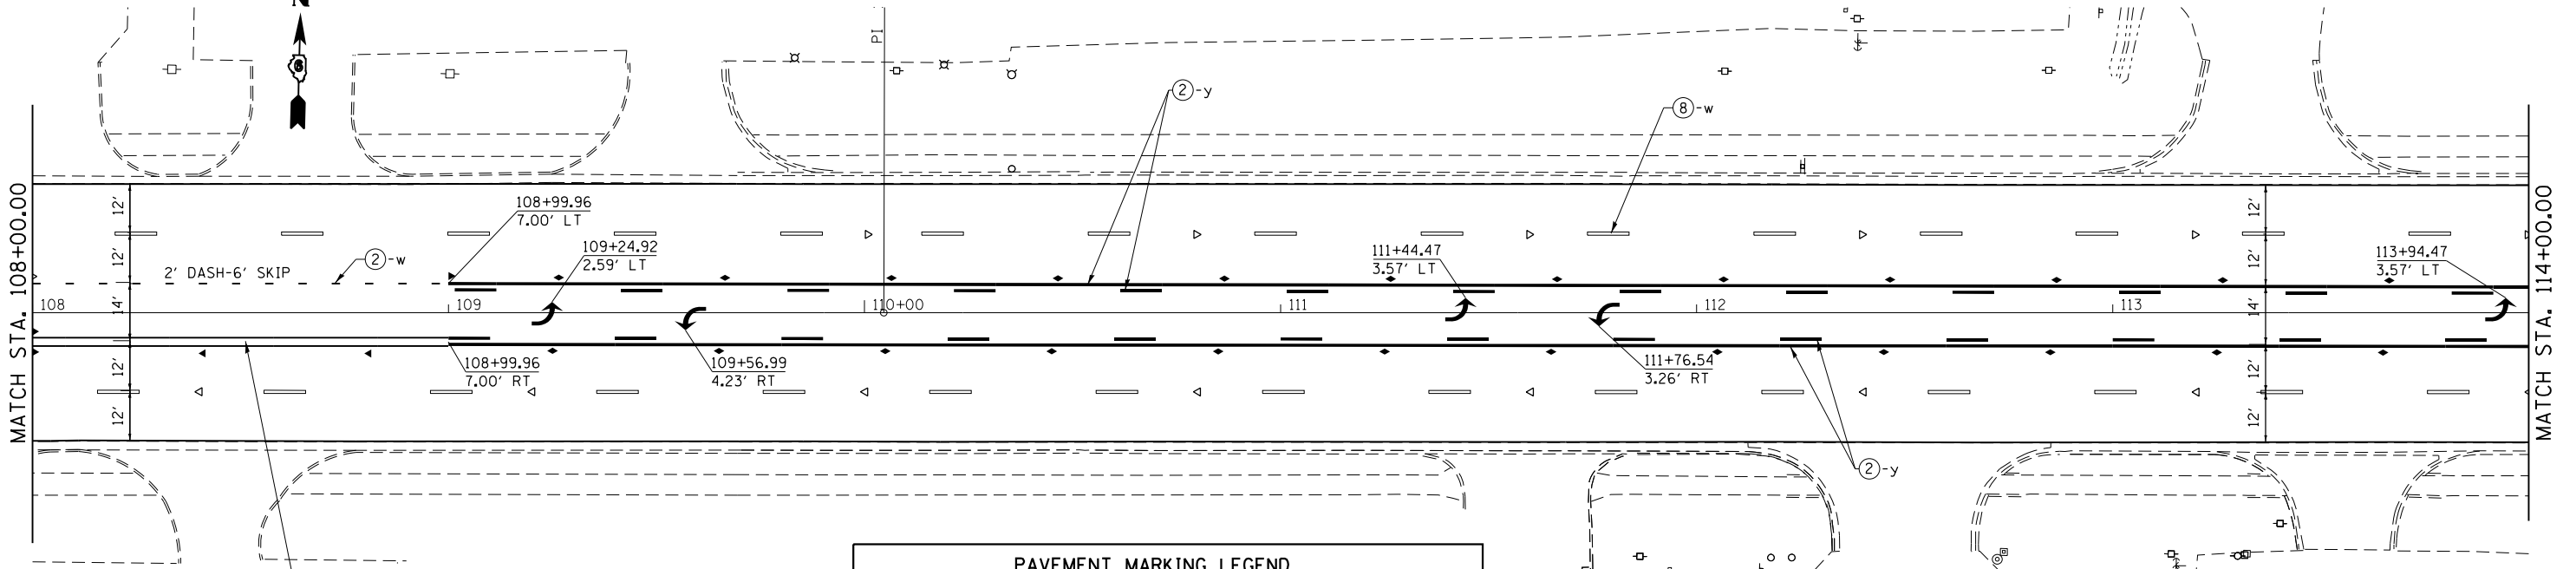 N
6
PI
2-y
8-w
MATCH STA. 108+00.00
MATCH STA. 114+00.00
12'
12'
14'
12'
12'
12'
12'
14'
12'
12'
108+99.96
7.00' LT
109+24.92
2.59' LT
111+44.47
3.57' LT
113+94.47
3.57' LT
2-w
2' DASH-6' SKIP
108
109
110+00
111
112
113
108+99.96
7.00' RT
109+56.99
4.23' RT
111+76.54
3.26' RT
2-y
PAVEMENT MARKING LEGEND